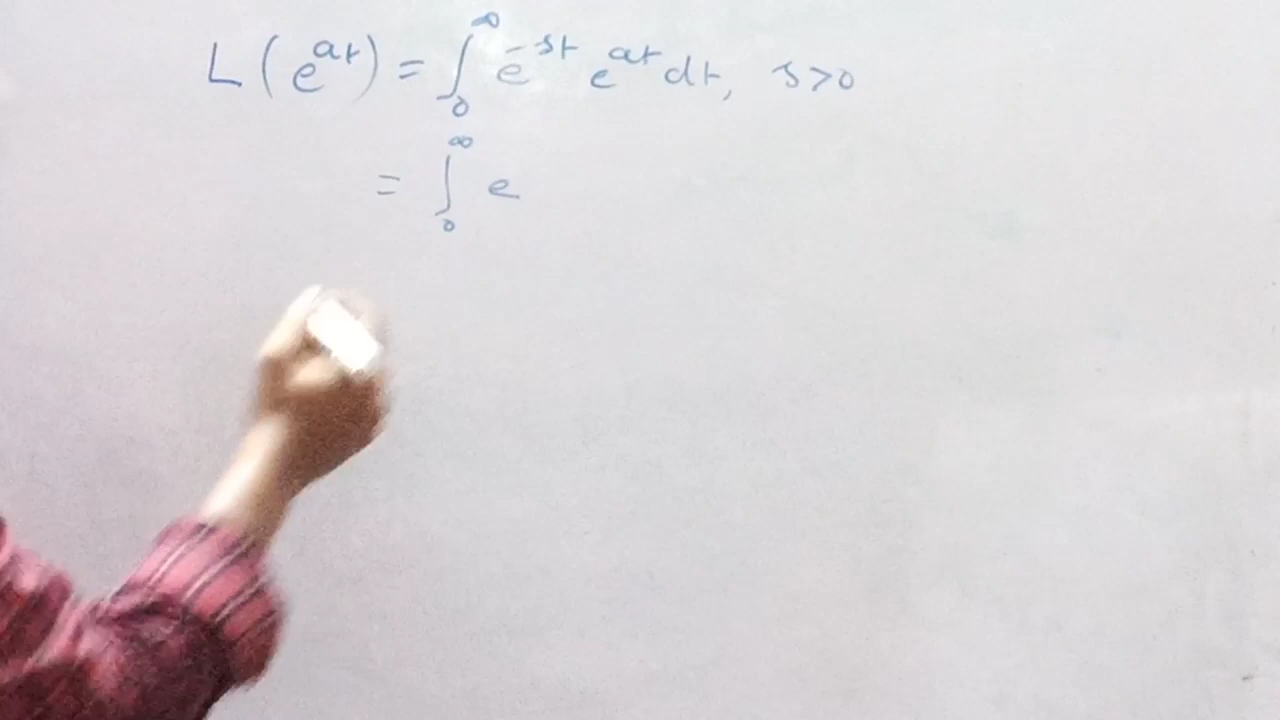 L(e^{at}) = ∫_0^∞ e^{-st} e^{at} dt, s>0
= ∫_0^∞ e